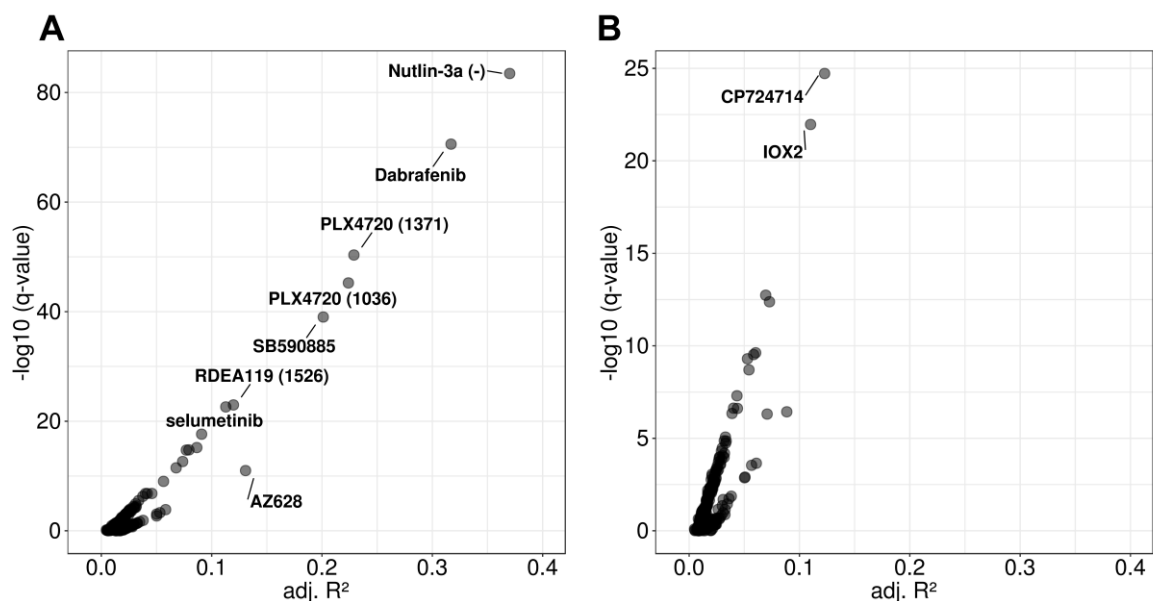 A
B
-log10 (q-value)
80
60
40
20
0
Nutlin-3a (-)
Dabrafenib
PLX4720 (1371)
PLX4720 (1036)
SB590885
RDEA119 (1526)
selumetinib
AZ628
0.0 0.1 0.2 0.3 0.4
adj. R²
-log10 (q-value)
25
20
15
10
5
0
CP724714
IOX2
0.0 0.1 0.2 0.3 0.4
adj. R²